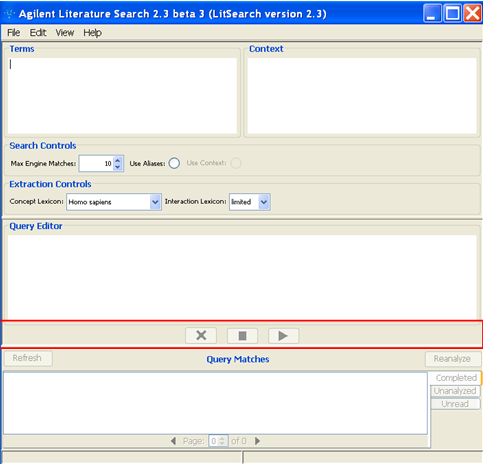 Agilent Literature Search 2.3 beta 3 (LitSearch version 2.3)
File Edit View Help
Terms Context
Search Controls
Max Engine Matches: 10 Use Aliases: Use Context:
Extraction Controls
Concept Lexicon: Homo sapiens Interaction Lexicon: limited
Query Editor
Refresh Query Matches Reanalyze
Completed
Unanalyzed
Unread
Page: 0 of 0